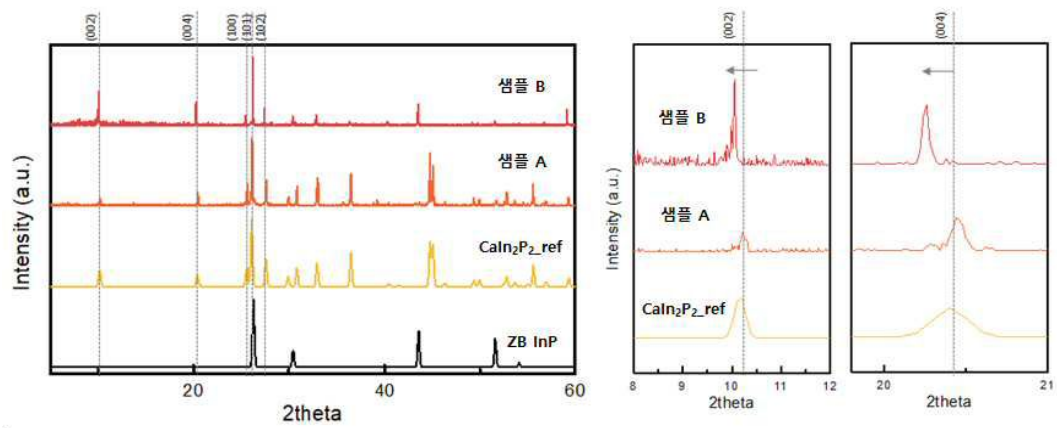 (002)
(004)
(100)
(101)
(102)
샘플 B
샘플 A
CaIn₂P₂_ref
ZB InP
Intensity (a.u.)
20
40
60
2theta
(002)
(004)
샘플 B
샘플 A
CaIn₂P₂_ref
Intensity (a.u.)
8
9
10
11
12
2theta
20
21
2theta